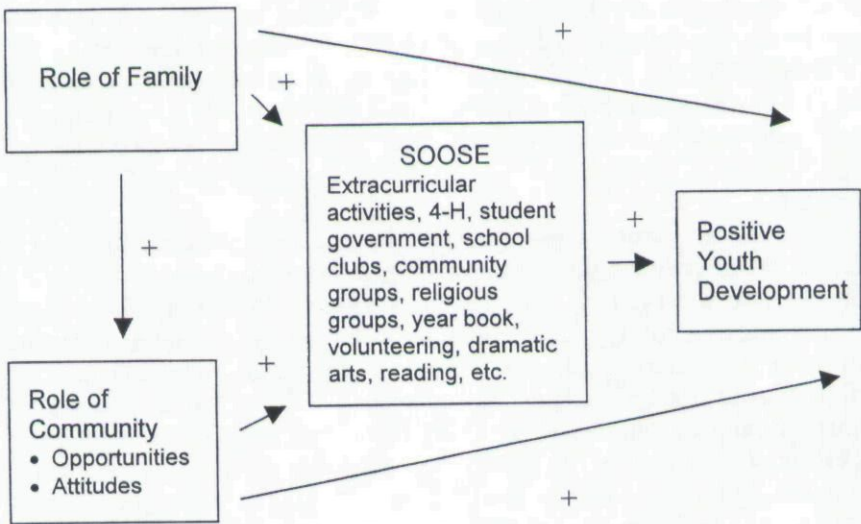 +
Role of Family
+
SOOSE
Extracurricular
activities, 4-H, student
government, school
clubs, community
groups, religious
groups, year book,
volunteering, dramatic
arts, reading, etc.
+
Positive
Youth
Development
+
+
Role of
Community
• Opportunities
• Attitudes
+